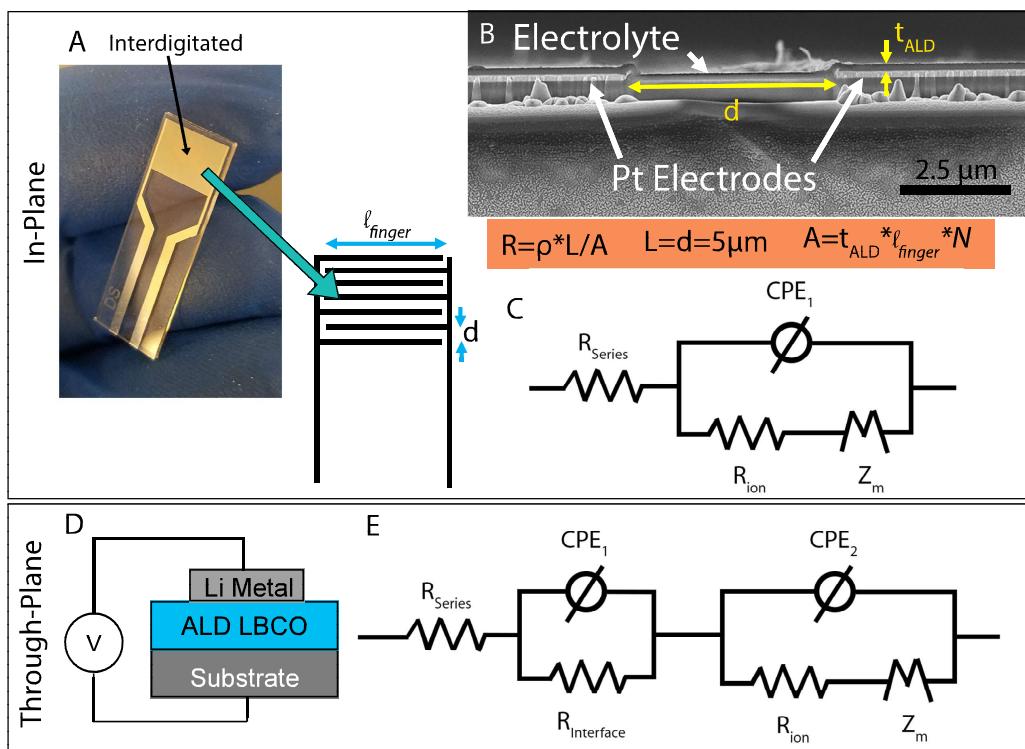 In-Plane
A
Interdigitated
DS
ℓfinger
d
B
Electrolyte
tALD
d
Pt Electrodes
2.5 μm
R=ρ*L/A L=d=5μm A=tALD*ℓfinger*N
C
CPE1
RSeries
Rion
Zm
Through-Plane
D
Li Metal
V
ALD LBCO
Substrate
E
CPE1
CPE2
RSeries
RInterface
Rion
Zm